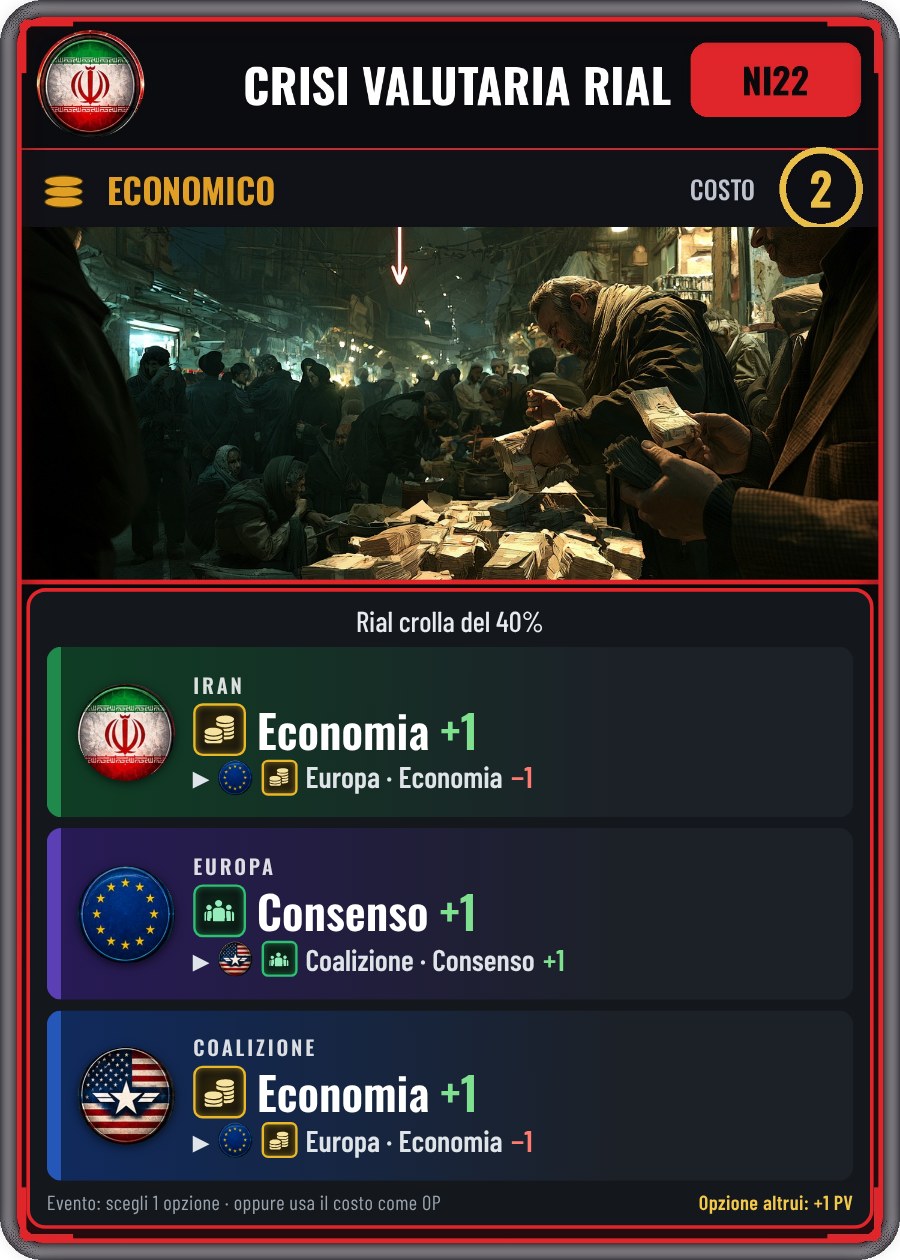 CRISI VALUTARIA RIAL
NI22
ECONOMICO
COSTO
2
Rial crolla del 40%
IRAN
Economia +1
▶ Europa · Economia −1
EUROPA
Consenso +1
▶ Coalizione · Consenso +1
COALIZIONE
Economia +1
▶ Europa · Economia −1
Evento: scegli 1 opzione · oppure usa il costo come OP
Opzione altrui: +1 PV